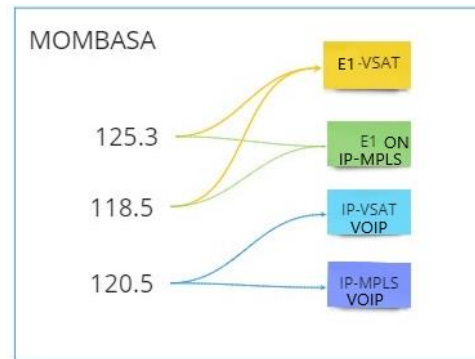 MOMBASA
E1-VSAT
125.3
E1 ON
IP-MPLS
118.5
IP-VSAT
VOIP
120.5
IP-MPLS
VOIP